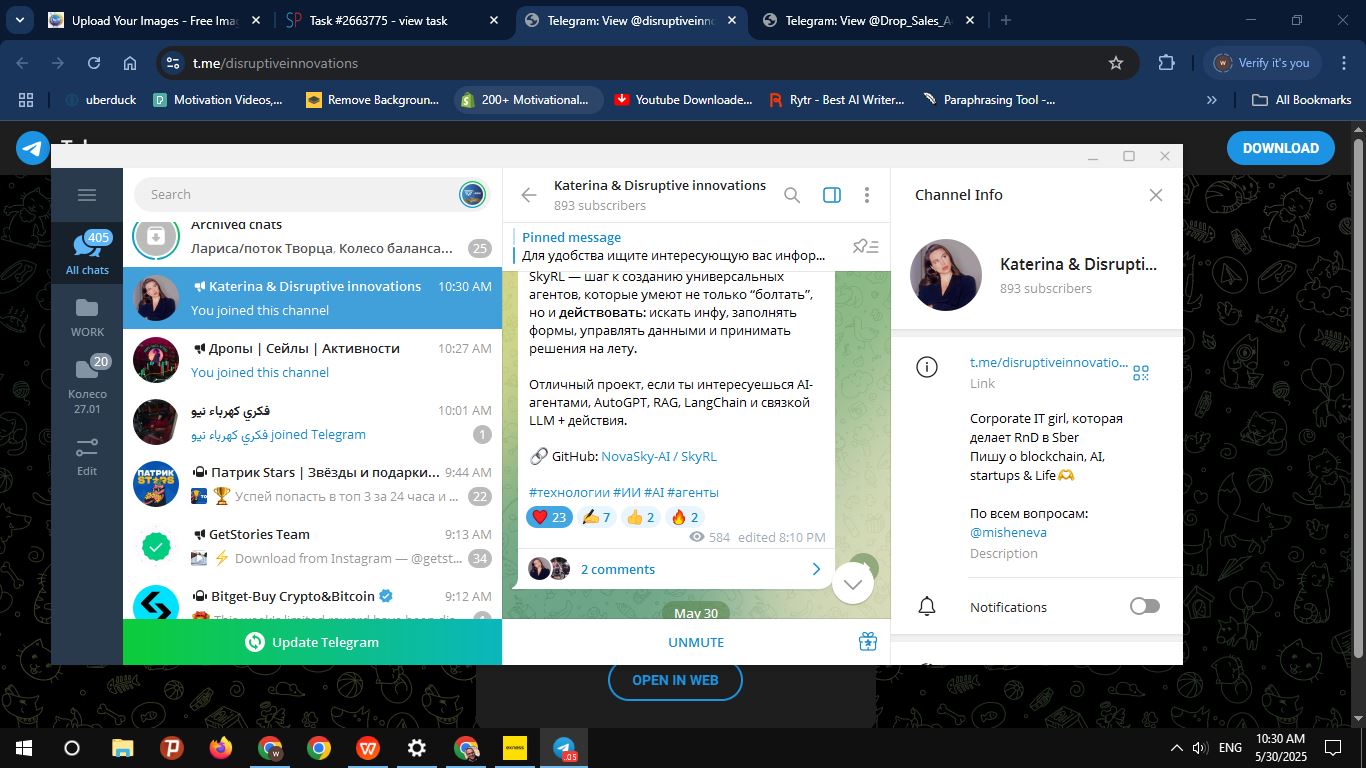 Upload Your Images - Free Ima
Task #2663775 - view task
Telegram: View @disruptiveinno
Telegram: View @Drop_Sales_A
t.me/disruptiveinnovations
Verify it's you
uberduck
Motivation Videos,...
Remove Backgroun...
200+ Motivational...
Youtube Downloade...
Rytr - Best AI Writer...
Paraphrasing Tool -...
All Bookmarks
DOWNLOAD
Search
405
All chats
WORK
20
Колесо
27.01
Edit
Archived chats
Лариса/поток Творца, Колесо баланса...
25
Katerina & Disruptive innovations
10:30 AM
You joined this channel
Дропы | Сейлы | Активности
10:27 AM
You joined this channel
فكري كهرباء نيو
10:01 AM
فكري كهرباء نيو joined Telegram
1
Патрик Stars | Звёзды и подарки...
9:44 AM
Успей попасть в топ 3 за 24 часа и ...
22
GetStories Team
9:13 AM
Download from Instagram — @getst...
34
Bitget-Buy Crypto&Bitcoin
9:12 AM
Update Telegram
Katerina & Disruptive innovations
893 subscribers
Pinned message
Для удобства ищите интересующую вас инфор...
SkyRL — шаг к созданию универсальных
агентов, которые умеют не только “болтать”,
но и действовать: искать инфу, заполнять
формы, управлять данными и принимать
решения на лету.
Отличный проект, если ты интересуешься AI-
агентами, AutoGPT, RAG, LangChain и связкой
LLM + действия.
GitHub: NovaSky-AI / SkyRL
#технологии #ИИ #AI #агенты
23
7
2
2
584
edited 8:10 PM
2 comments
May 30
UNMUTE
Channel Info
Katerina & Disrupti...
893 subscribers
t.me/disruptiveinnovatio...
Link
Corporate IT girl, которая
делает RnD в Sber
Пишу о blockchain, AI,
startups & Life
По всем вопросам:
@misheneva
Description
Notifications
OPEN IN WEB
exness
ENG
10:30 AM
5/30/2025